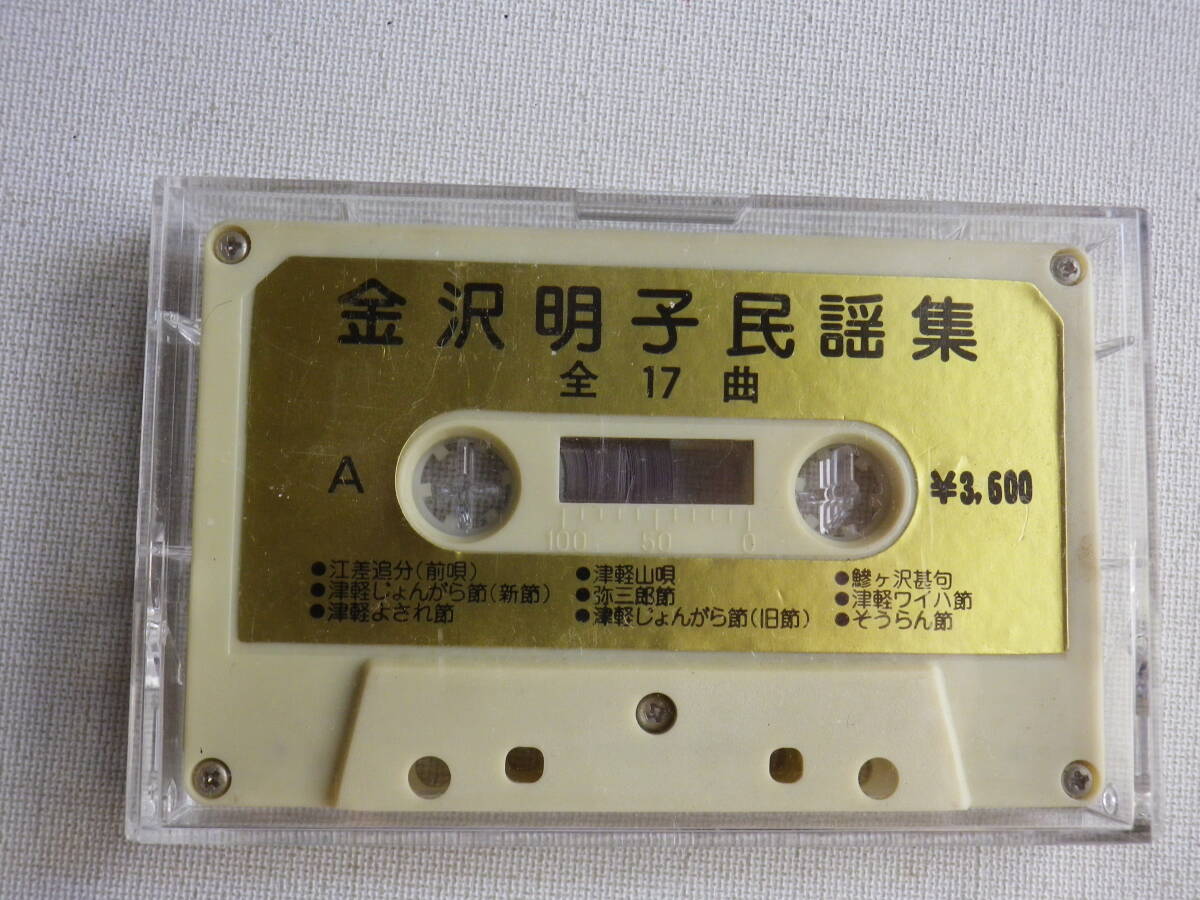 金沢明子民謡集
全17曲
A
¥3,600
100 50 0
●江差追分(前唄)
●津軽じょんがら節(新節)
●津軽よされ節
●津軽山唄
●弥三郎節
●津軽じょんがら節(旧節)
●鰺ヶ沢甚句
●津軽ワイハ節
●そうらん節